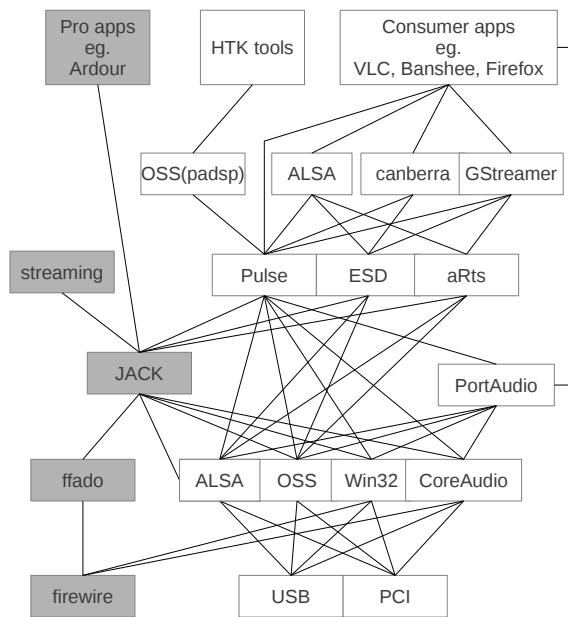 Pro apps
eg.
Ardour
HTK tools
Consumer apps
eg.
VLC, Banshee, Firefox
OSS(padsp)
ALSA
canberra
GStreamer
streaming
Pulse
ESD
aRts
JACK
PortAudio
ffado
ALSA
OSS
Win32
CoreAudio
firewire
USB
PCI